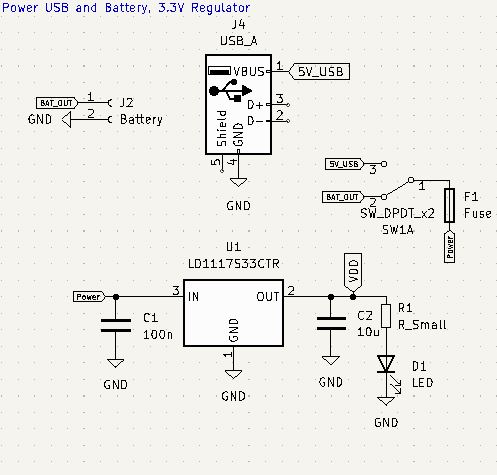 Power USB and Battery, 3.3V Regulator
J4
USB_A
VBUS
1
5V_USB
BAT_OUT
1
J2
D+
3
GND
2
Battery
D-
2
Shield
GND
5
4
GND
5V_USB
3
1
BAT_OUT
2
F1
Fuse
SW_DPDT_x2
SW1A
Power
U1
LD1117S33CTR
VDD
Power
3
IN
OUT
2
C1
100n
GND
1
C2
10u
R1
R_Small
D1
LED
GND
GND
GND
GND